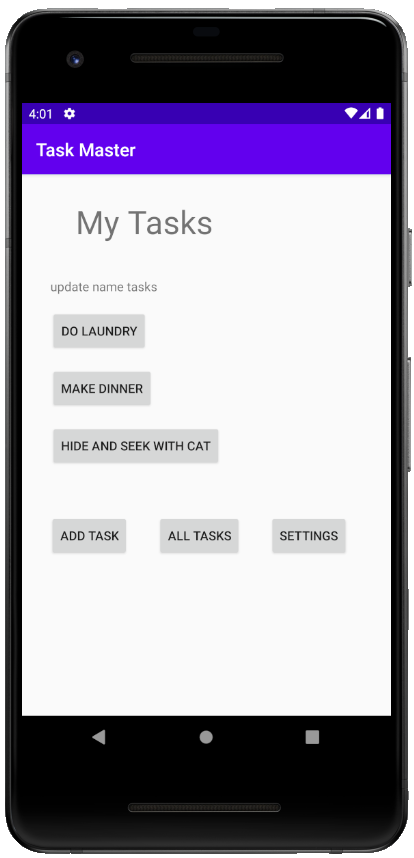 4:01
Task Master
My Tasks
update name tasks
DO LAUNDRY
MAKE DINNER
HIDE AND SEEK WITH CAT
ADD TASK ALL TASKS SETTINGS